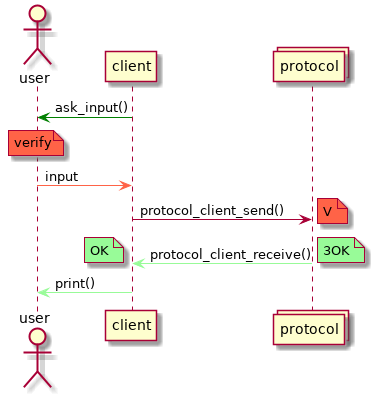 user
client
protocol
ask_input()
verify
input
protocol_client_send()
V
OK
protocol_client_receive()
3OK
print()
user
client
protocol